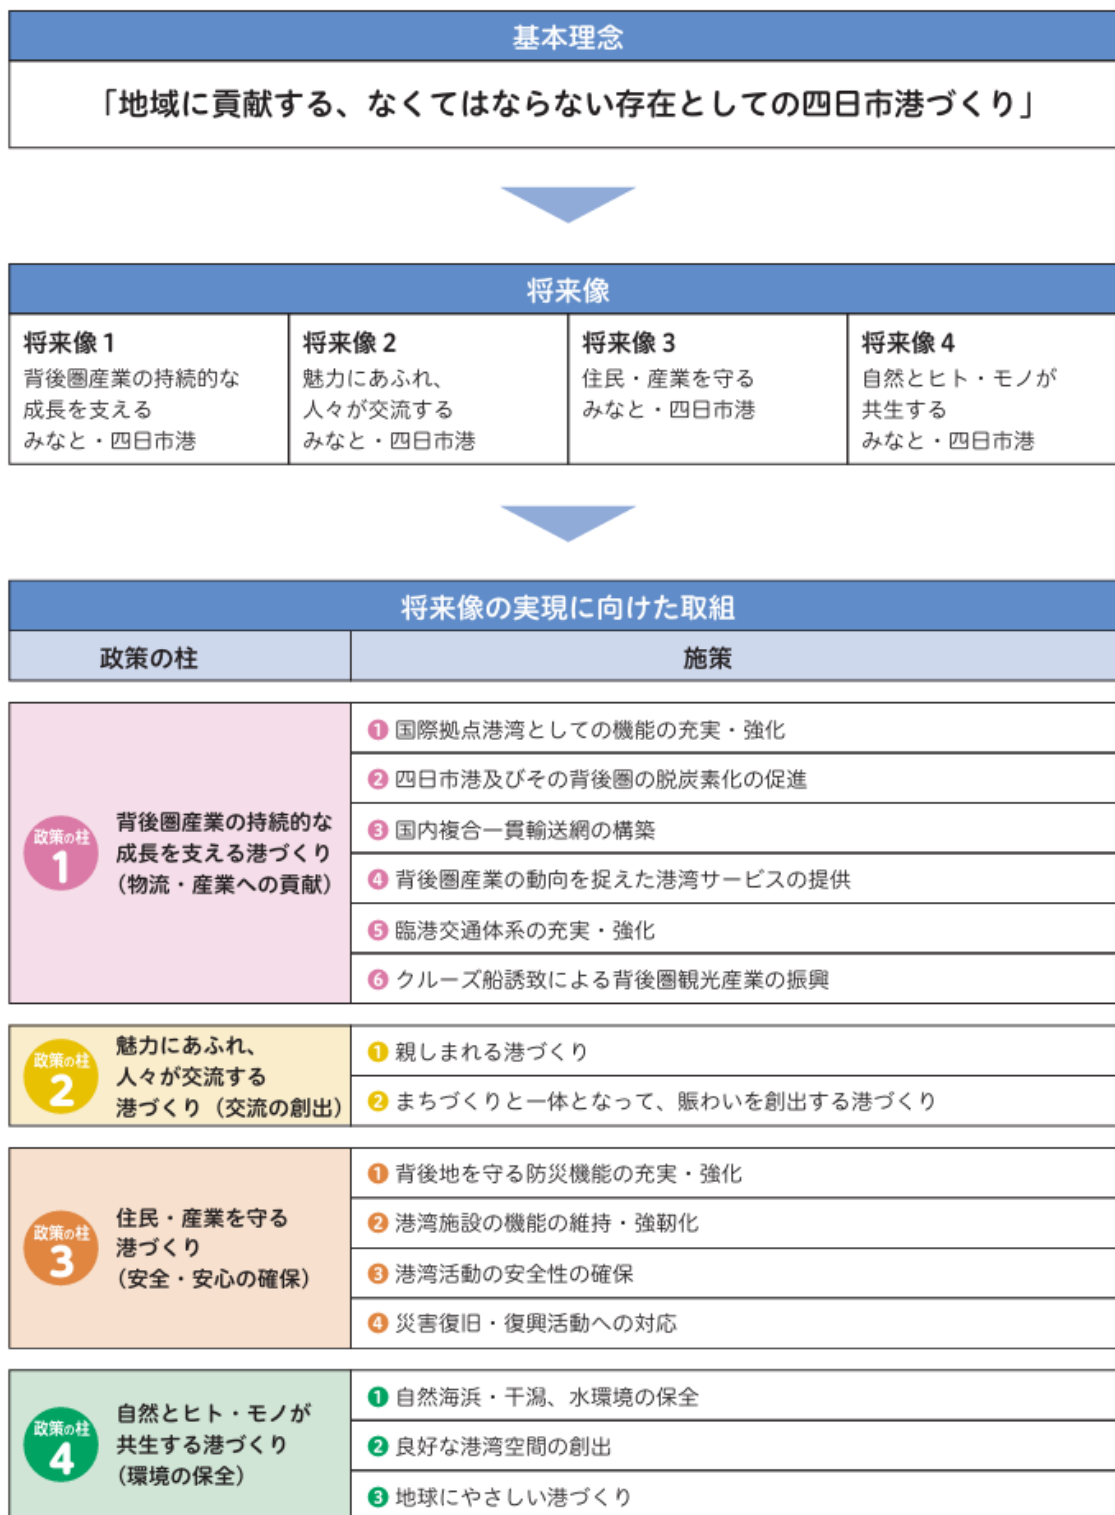 基本理念
「地域に貢献する、なくてはならない存在としての四日市港づくり」
将来像
将来像 1
背後圏産業の持続的な
成長を支える
みなと・四日市港
将来像 2
魅力にあふれ、
人々が交流する
みなと・四日市港
将来像 3
住民・産業を守る
みなと・四日市港
将来像 4
自然とヒト・モノが
共生する
みなと・四日市港
将来像の実現に向けた取組
政策の柱
施策
政策の柱
1
背後圏産業の持続的な
成長を支える港づくり
(物流・産業への貢献)
❶ 国際拠点港湾としての機能の充実・強化
❷ 四日市港及びその背後圏の脱炭素化の促進
❸ 国内複合一貫輸送網の構築
❹ 背後圏産業の動向を捉えた港湾サービスの提供
❺ 臨港交通体系の充実・強化
❻ クルーズ船誘致による背後圏観光産業の振興
政策の柱
2
魅力にあふれ、
人々が交流する
港づくり(交流の創出)
❶ 親しまれる港づくり
❷ まちづくりと一体となって、賑わいを創出する港づくり
政策の柱
3
住民・産業を守る
港づくり
(安全・安心の確保)
❶ 背後地を守る防災機能の充実・強化
❷ 港湾施設の機能の維持・強靭化
❸ 港湾活動の安全性の確保
❹ 災害復旧・復興活動への対応
政策の柱
4
自然とヒト・モノが
共生する港づくり
(環境の保全)
❶ 自然海浜・干潟、水環境の保全
❷ 良好な港湾空間の創出
❸ 地球にやさしい港づくり